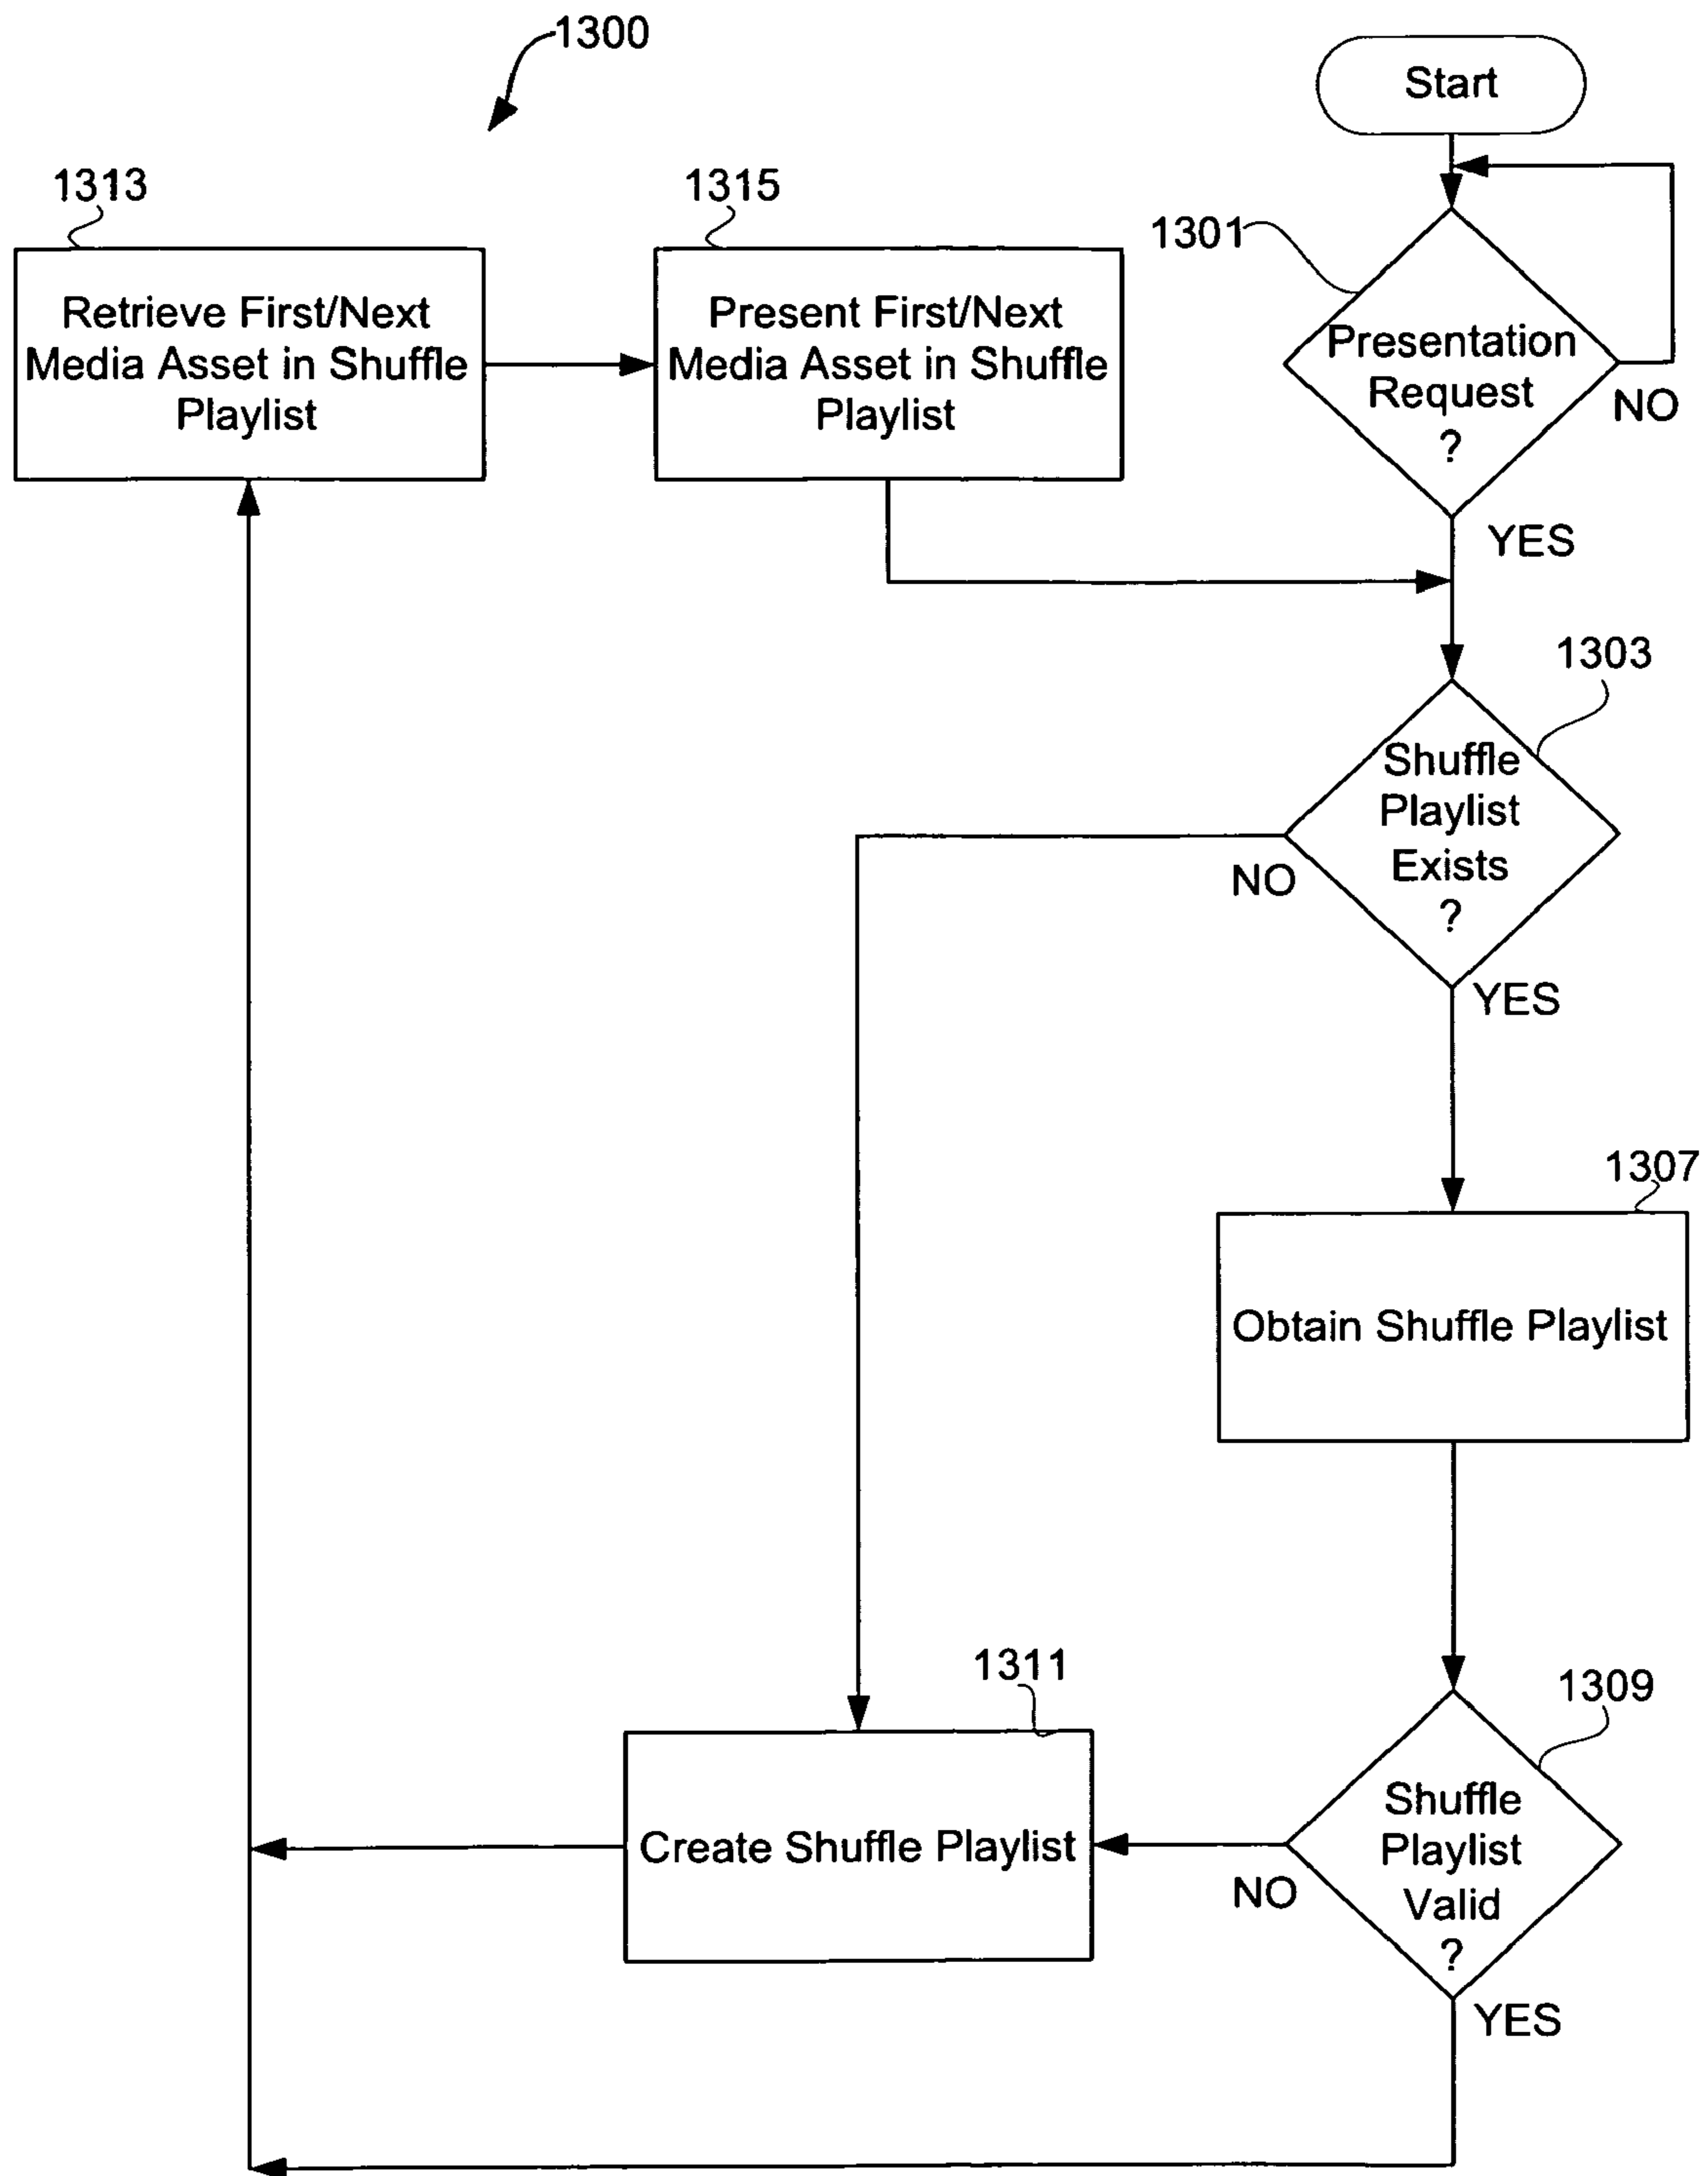 1300
Start
1313
1315
1301
Retrieve First/Next
Media Asset in Shuffle
Playlist
Present First/Next
Media Asset in Shuffle
Playlist
Presentation
Request
?
NO
YES
1303
Shuffle
Playlist
Exists
?
NO
YES
1307
Obtain Shuffle Playlist
1311
1309
Create Shuffle Playlist
Shuffle
Playlist
Valid
?
NO
YES